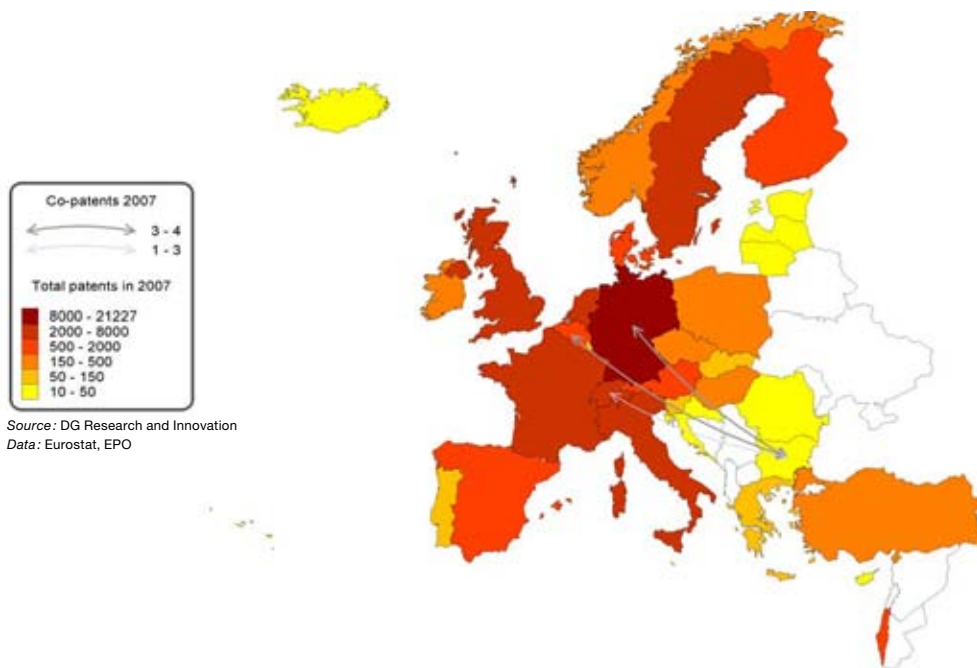 Co-patents 2007
3 - 4
1 - 3
Total patents in 2007
8000 - 21227
2000 - 8000
500 - 2000
150 - 500
50 - 150
10 - 50
Source: DG Research and Innovation
Data: Eurostat, EPO